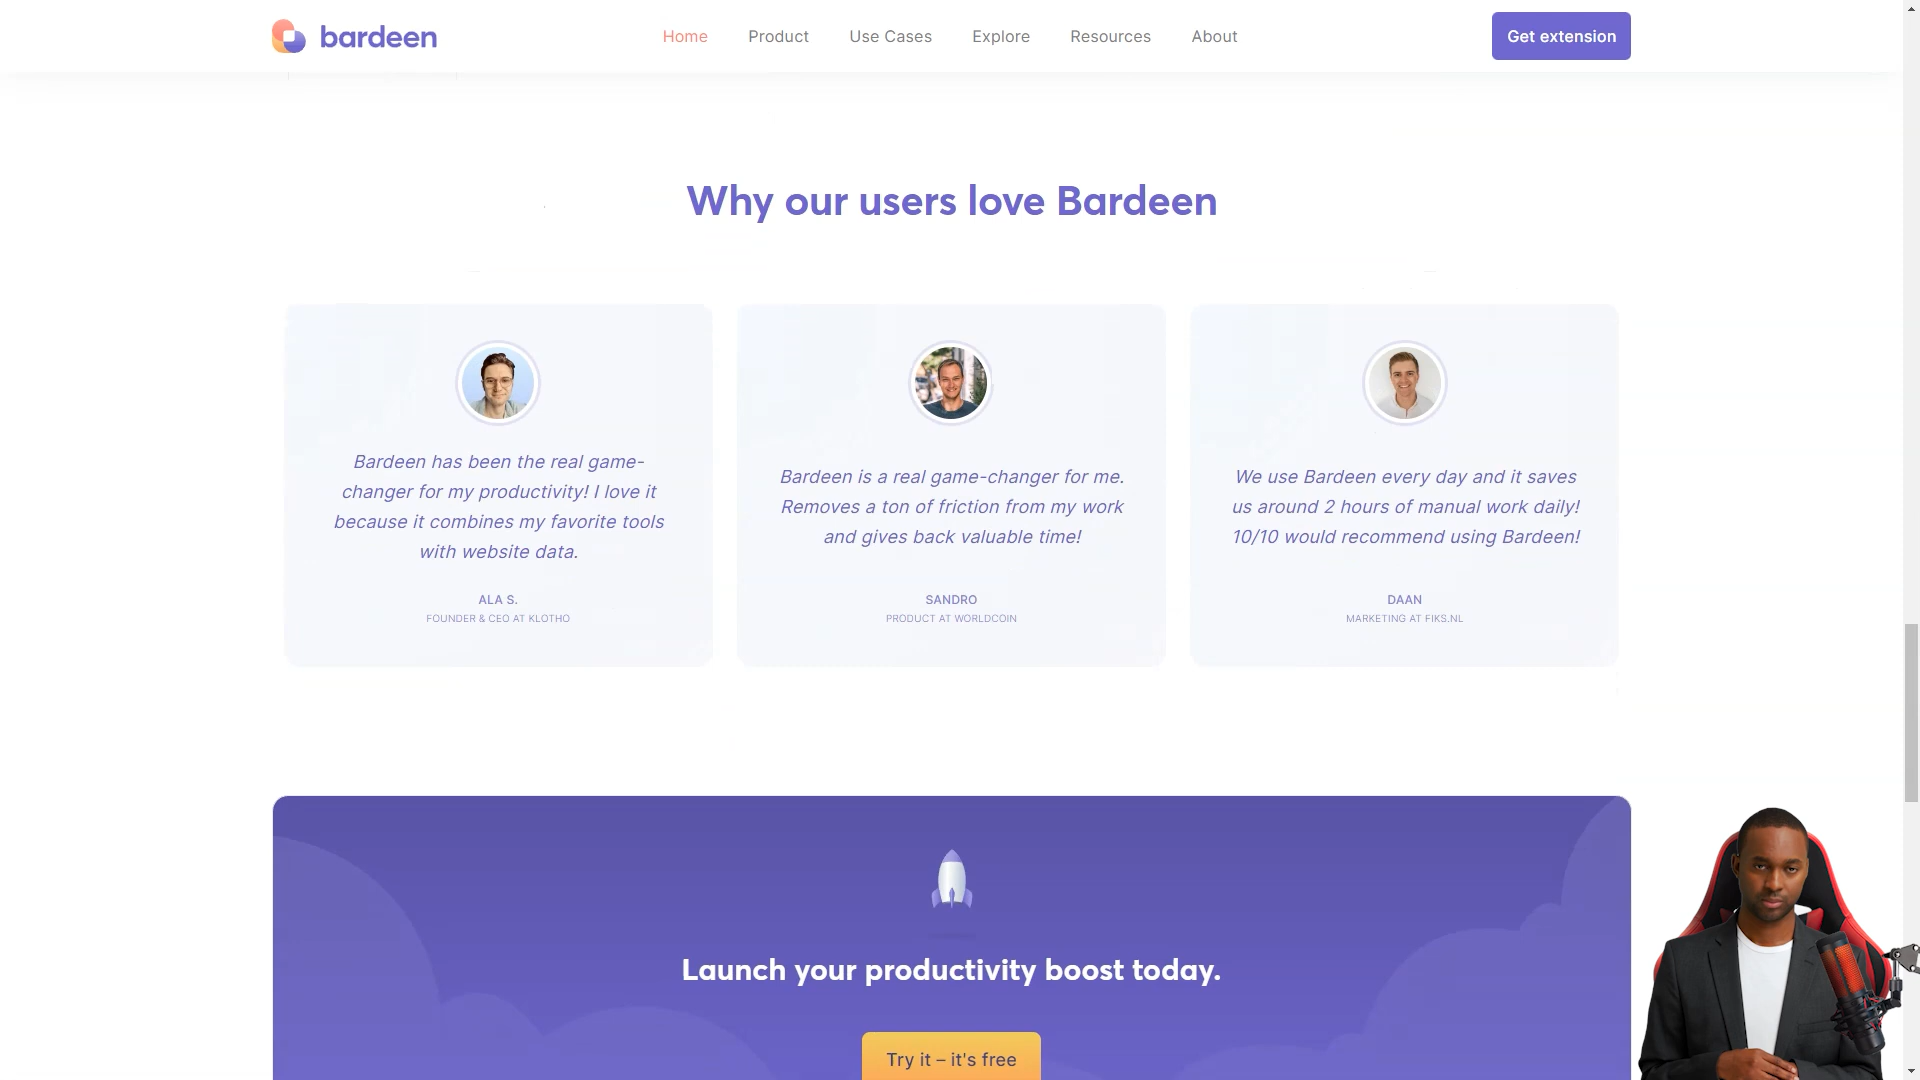 bardeen
Home
Product
Use Cases
Explore
Resources
About
Get extension
Why our users love Bardeen
Bardeen has been the real game-
changer for my productivity! I love it
because it combines my favorite tools
with website data.
ALA S.
FOUNDER & CEO AT KLOTHO
Bardeen is a real game-changer for me.
Removes a ton of friction from my work
and gives back valuable time!
SANDRO
PRODUCT AT WORLDCOIN
We use Bardeen every day and it saves
us around 2 hours of manual work daily!
10/10 would recommend using Bardeen!
DAAN
MARKETING AT FIKS.NL
Launch your productivity boost today.
Try it – it's free